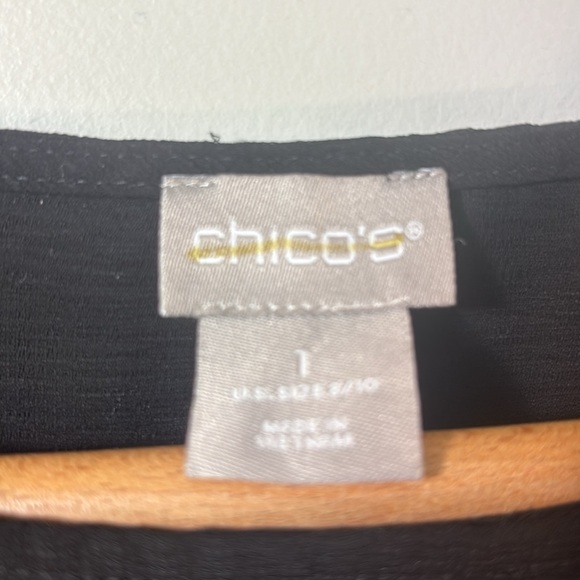 chico's®
1
U.S. SIZE 8/10
MADE IN
VIETNAM